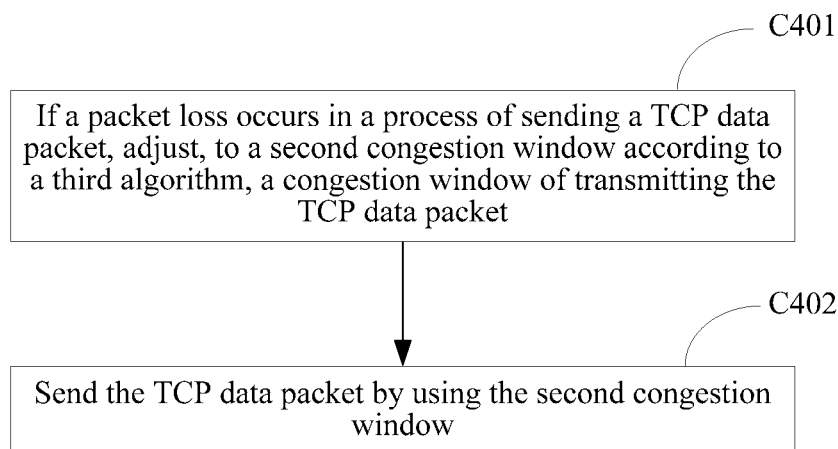 C401
If a packet loss occurs in a process of sending a TCP data
packet, adjust, to a second congestion window according to
a third algorithm, a congestion window of transmitting the
TCP data packet
C402
Send the TCP data packet by using the second congestion
window